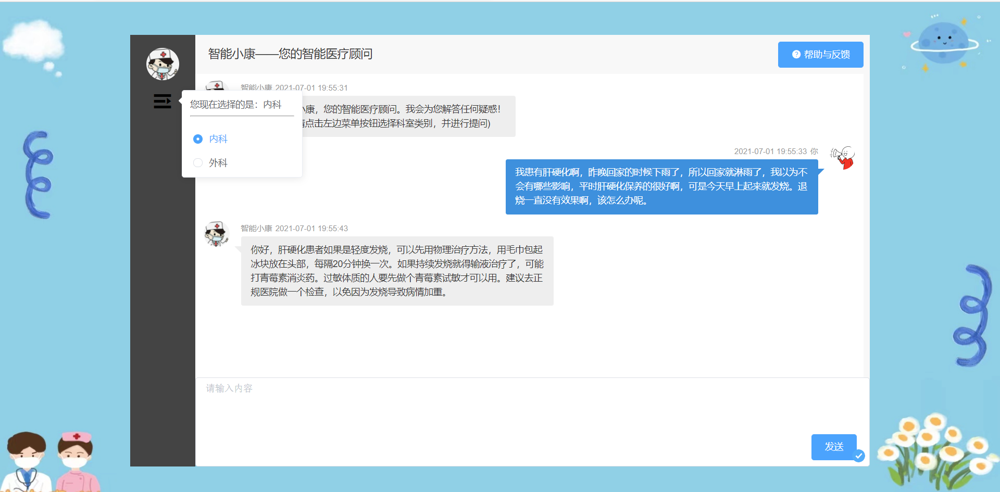 智能小康——您的智能医疗顾问
帮助与反馈
智能小康 2021-07-01 19:55:31
您现在选择的是：内科
康，您的智能医疗顾问。我会为您解答任何疑惑！
点击左边菜单按钮选择科室类别，并进行提问)
内科
外科
2021-07-01 19:55:33 你
我患有肝硬化啊，昨晚回家的时候下雨了，所以回家就淋雨了，我以为不
会有哪些影响，平时肝硬化保养的很好啊，可是今天早上起来就发烧。退
烧一直没有效果啊，该怎么办呢。
智能小康 2021-07-01 19:55:43
你好，肝硬化患者如果是轻度发烧，可以先用物理治疗方法，用毛巾包起
冰块放在头部，每隔20分钟换一次。如果持续发烧就得输液治疗了，可能
打青莓素消炎药。过敏体质的人要先做个青莓素试敏才可以用。建议去正
规医院做一个检查，以免因为发烧导致病情加重。
请输入内容
发送